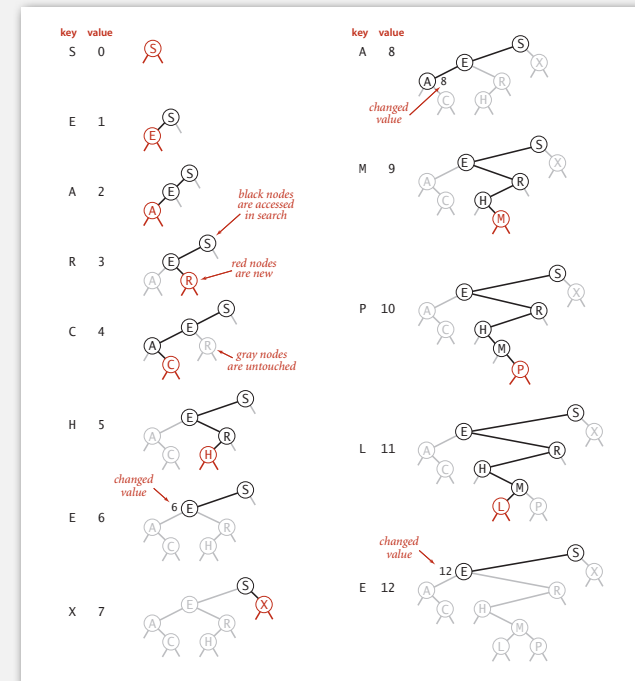 key value
S 0
S
E 1
S
E
A 2
S
E
A
black nodes
are accessed
in search
R 3
S
E
A
R
red nodes
are new
C 4
S
E
A
R
C
gray nodes
are untouched
H 5
S
E
A
R
C
H
changed
value
E 6
S
6 E
A
R
C
H
X 7
S
E
X
A
R
C
H
key value
A 8
S
E
X
A 8
R
C
H
changed
value
M 9
S
E
X
A
R
C
H
M
P 10
S
E
X
A
R
C
H
M
P
L 11
S
E
X
A
R
C
H
M
L
P
changed
value
E 12
S
12 E
X
A
R
C
H
M
L
P